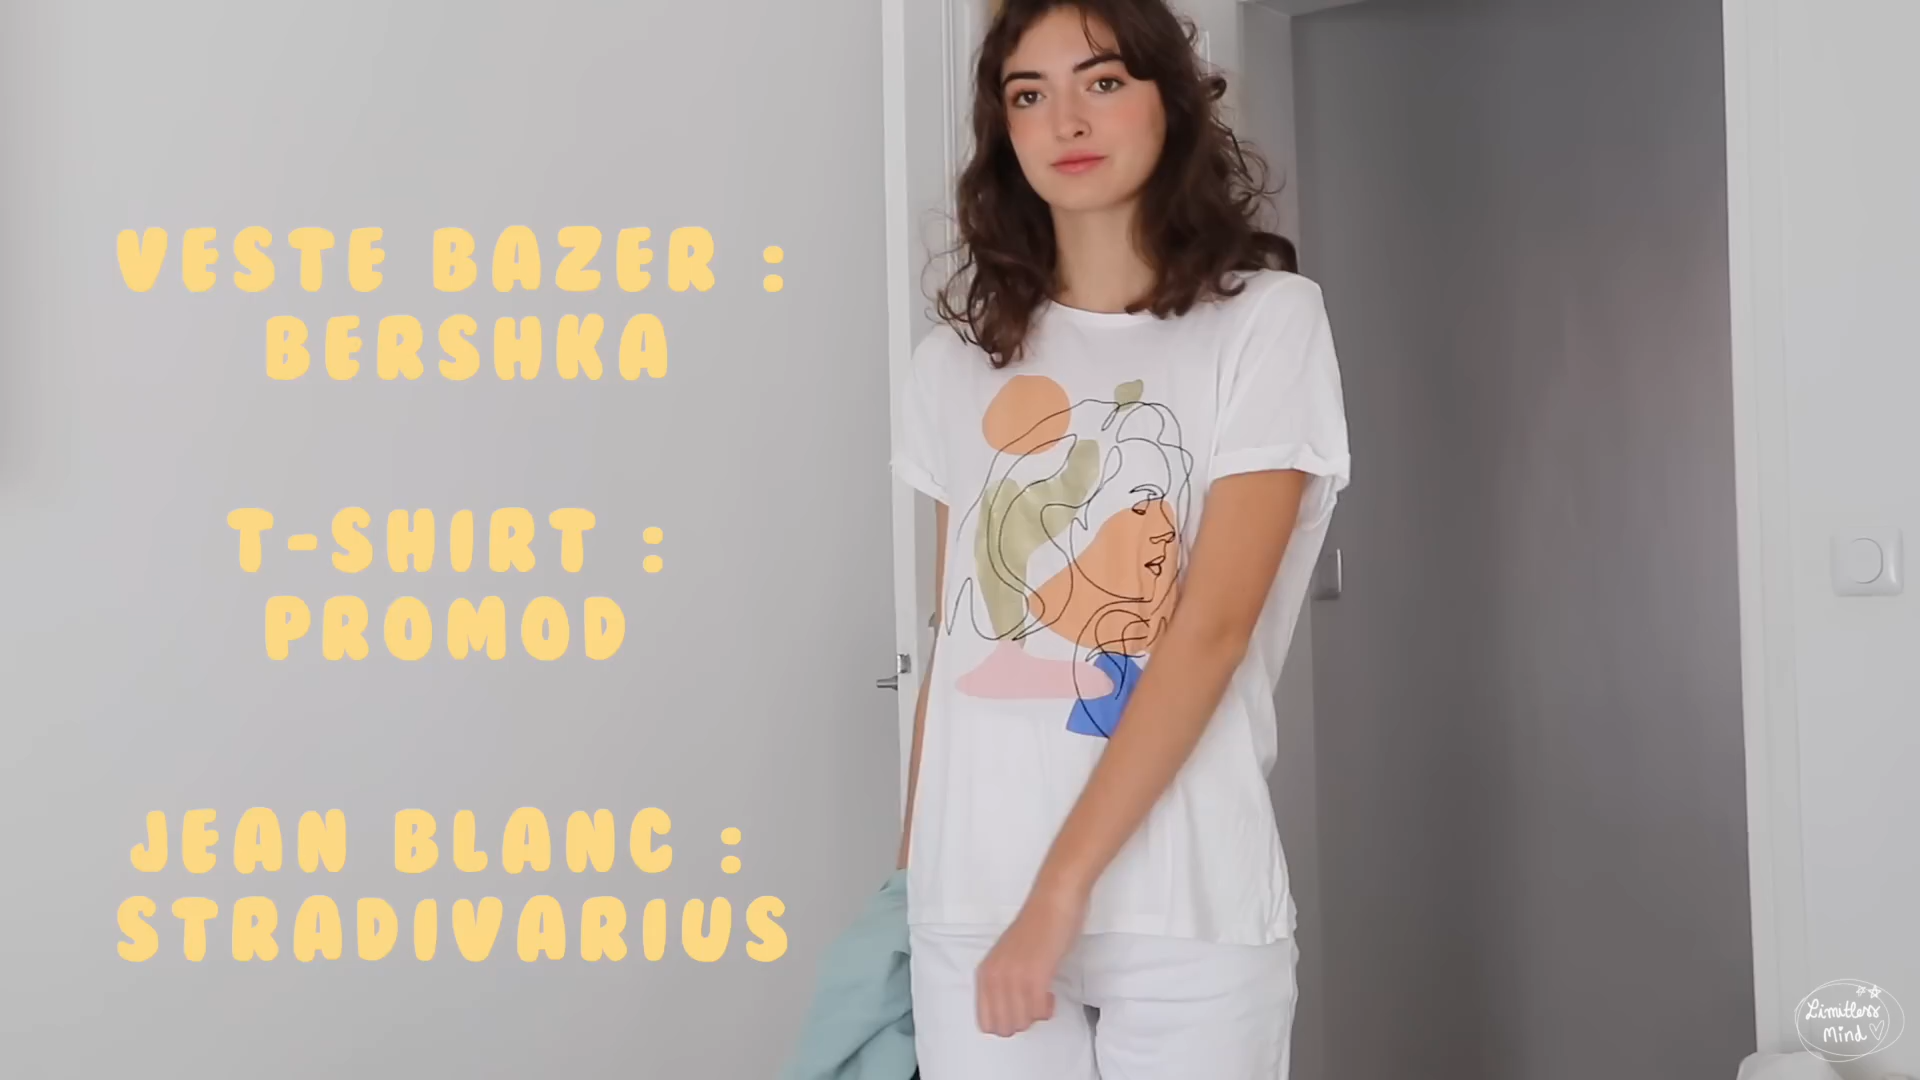 VESTE BAZER :
BERSHKA
T-SHIRT :
PROMOD
JEAN BLANC :
STRADIVARIUS
Limitless
Mind